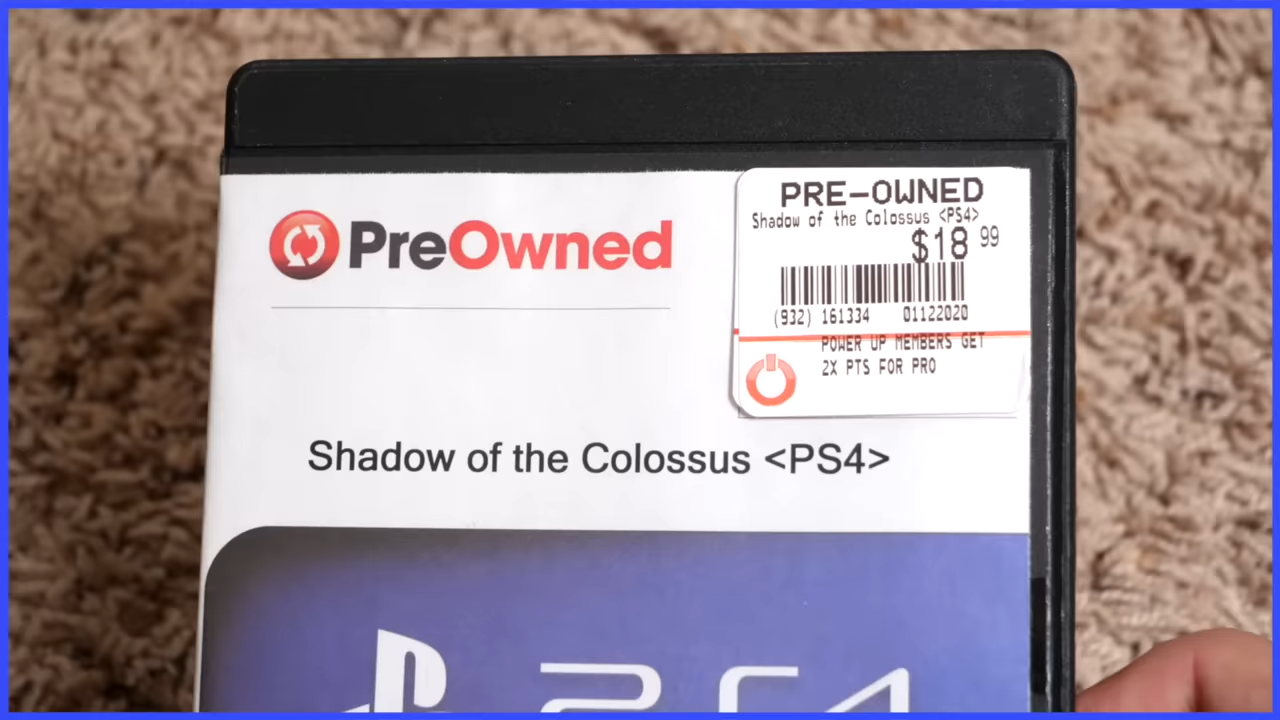 PreOwned
PRE-OWNED
Shadow of the Colossus <PS4>
$18 99
(932) 161334 01122020
POWER UP MEMBERS GET
2X PTS FOR PRO
Shadow of the Colossus <PS4>
PS4